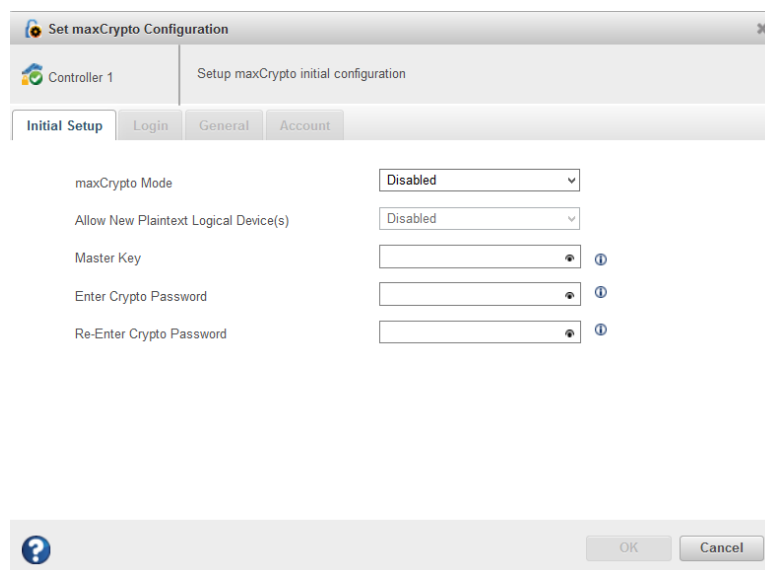 Set maxCrypto Configuration
Controller 1
Setup maxCrypto initial configuration
Initial Setup Login General Account
maxCrypto Mode Disabled
Allow New Plaintext Logical Device(s) Disabled
Master Key
Enter Crypto Password
Re-Enter Crypto Password
OK Cancel